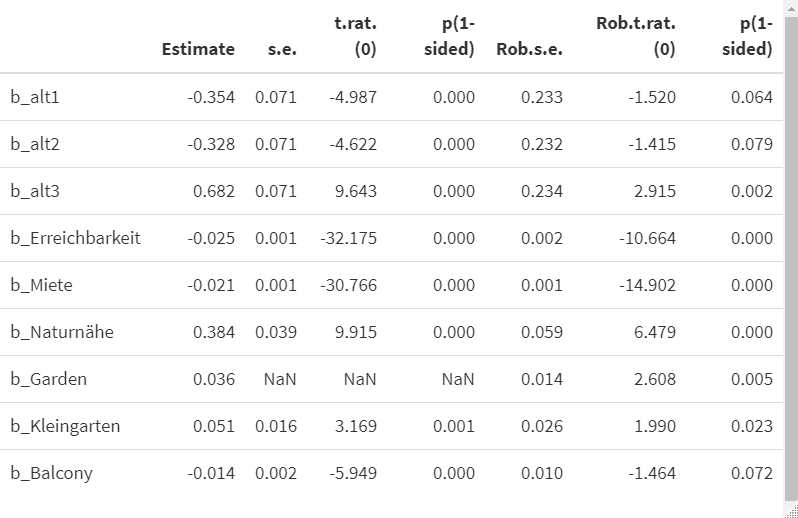 Estimate s.e. t.rat.(0) p(1-sided) Rob.s.e. Rob.t.rat.(0) p(1-sided)
b_alt1 -0.354 0.071 -4.987 0.000 0.233 -1.520 0.064
b_alt2 -0.328 0.071 -4.622 0.000 0.232 -1.415 0.079
b_alt3 0.682 0.071 9.643 0.000 0.234 2.915 0.002
b_Erreichbarkeit -0.025 0.001 -32.175 0.000 0.002 -10.664 0.000
b_Miete -0.021 0.001 -30.766 0.000 0.001 -14.902 0.000
b_Naturnähe 0.384 0.039 9.915 0.000 0.059 6.479 0.000
b_Garden 0.036 NaN NaN NaN 0.014 2.608 0.005
b_Kleingarten 0.051 0.016 3.169 0.001 0.026 1.990 0.023
b_Balcony -0.014 0.002 -5.949 0.000 0.010 -1.464 0.072